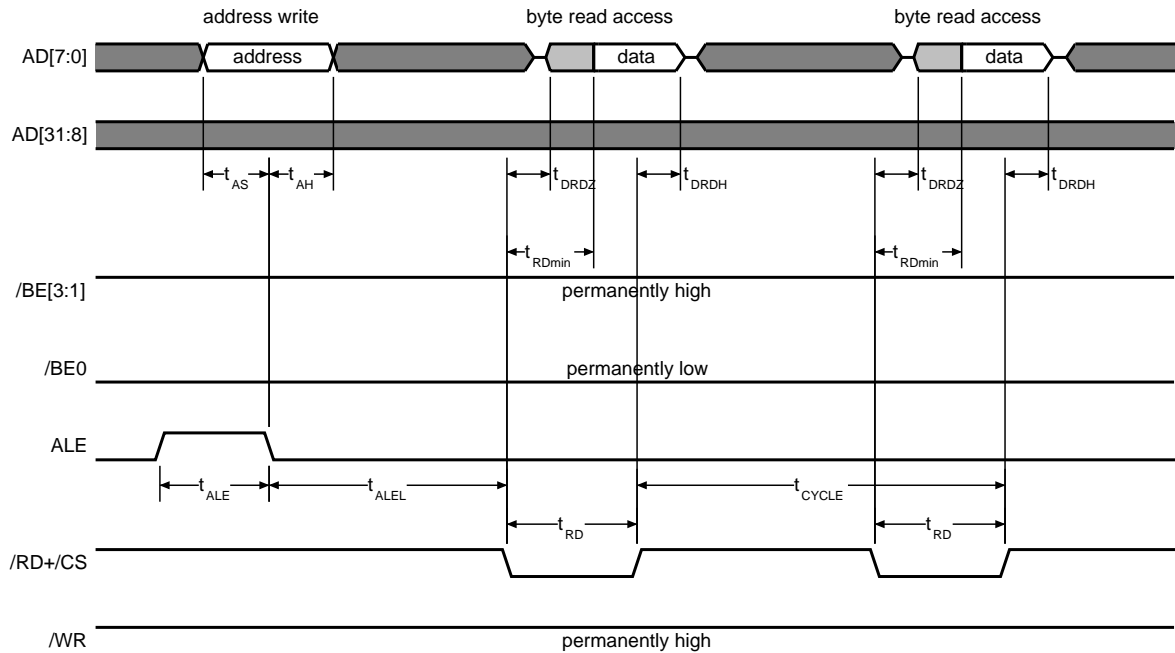 address write byte read access byte read access
AD[7:0] address data data
AD[31:8]
tAS tAH tDRDZ tDRDH tDRDZ tDRDH
tRDmin tRDmin
/BE[3:1] permanently high
/BE0 permanently low
ALE
tALE tALEL tCYCLE
tRD tRD
/RD+/CS
/WR permanently high